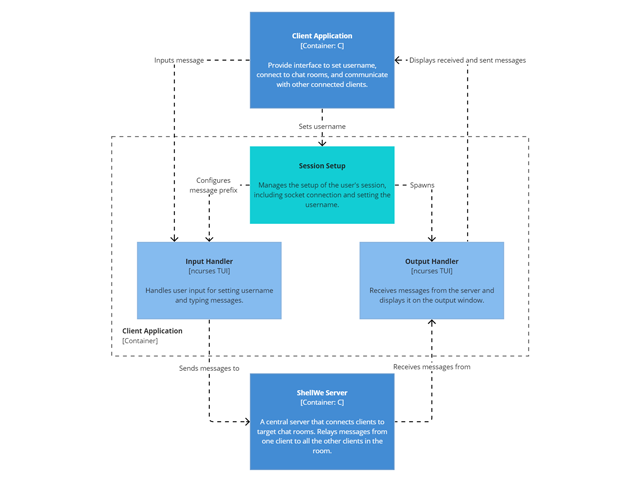 Client Application
[Container: C]
Provide interface to set username,
connect to chat rooms, and communicate
with other connected clients.
Inputs message
Displays received and sent messages
Sets username
Session Setup
Manages the setup of the user's session,
including socket connection and setting the
username.
Configures
message prefix
Spawns
Input Handler
[ncurses TUI]
Handles user input for setting username
and typing messages.
Output Handler
[ncurses TUI]
Receives messages from the server and
displays it on the output window.
Client Application
[Container]
Sends messages to
Receives messages from
ShellWe Server
[Container: C]
A central server that connects clients to
target chat rooms. Relays messages from
one client to all the other clients in the
room.